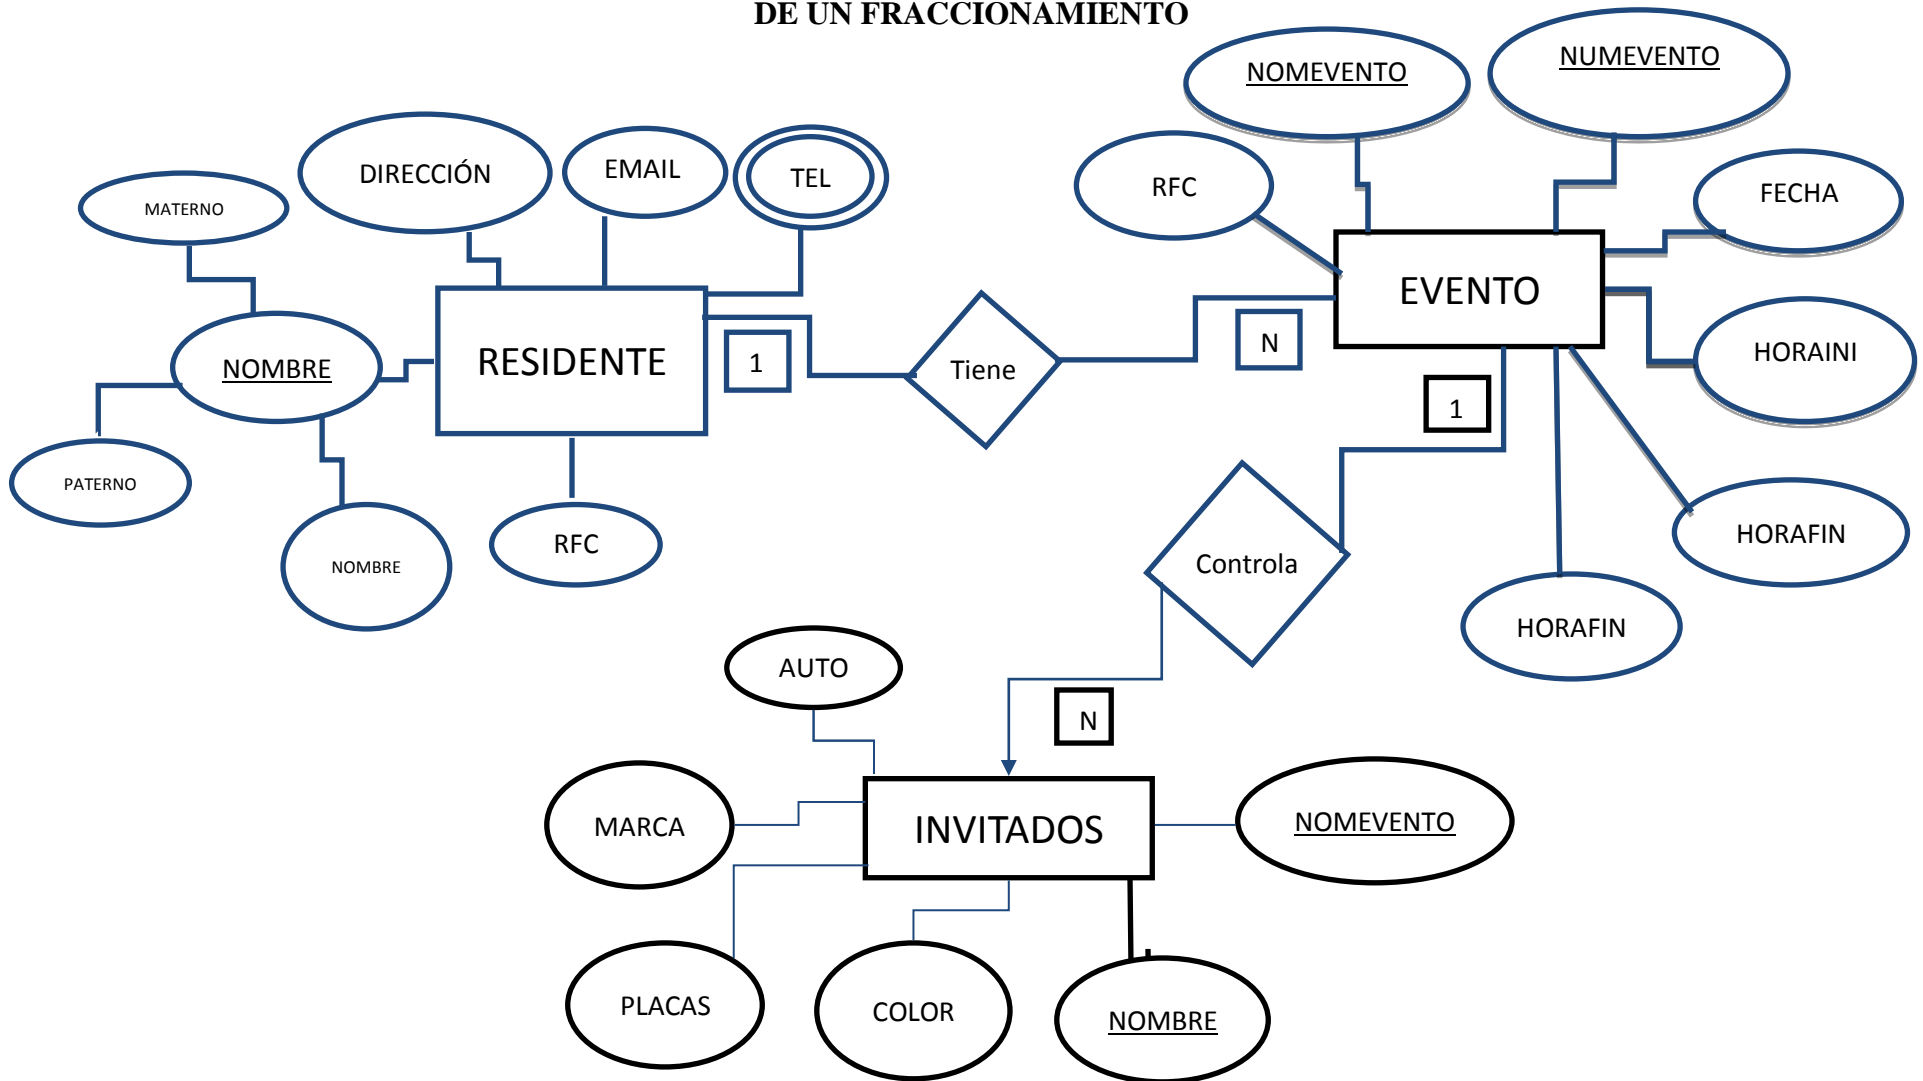 DE UN FRACCIONAMIENTO
NOMEVENTO
NUMEVENTO
DIRECCIÓN
EMAIL
TEL
RFC
FECHA
MATERNO
EVENTO
NOMBRE
RESIDENTE
1
Tiene
N
HORAINI
1
PATERNO
NOMBRE
RFC
Controla
HORAFIN
HORAFIN
AUTO
N
MARCA
INVITADOS
NOMEVENTO
PLACAS
COLOR
NOMBRE